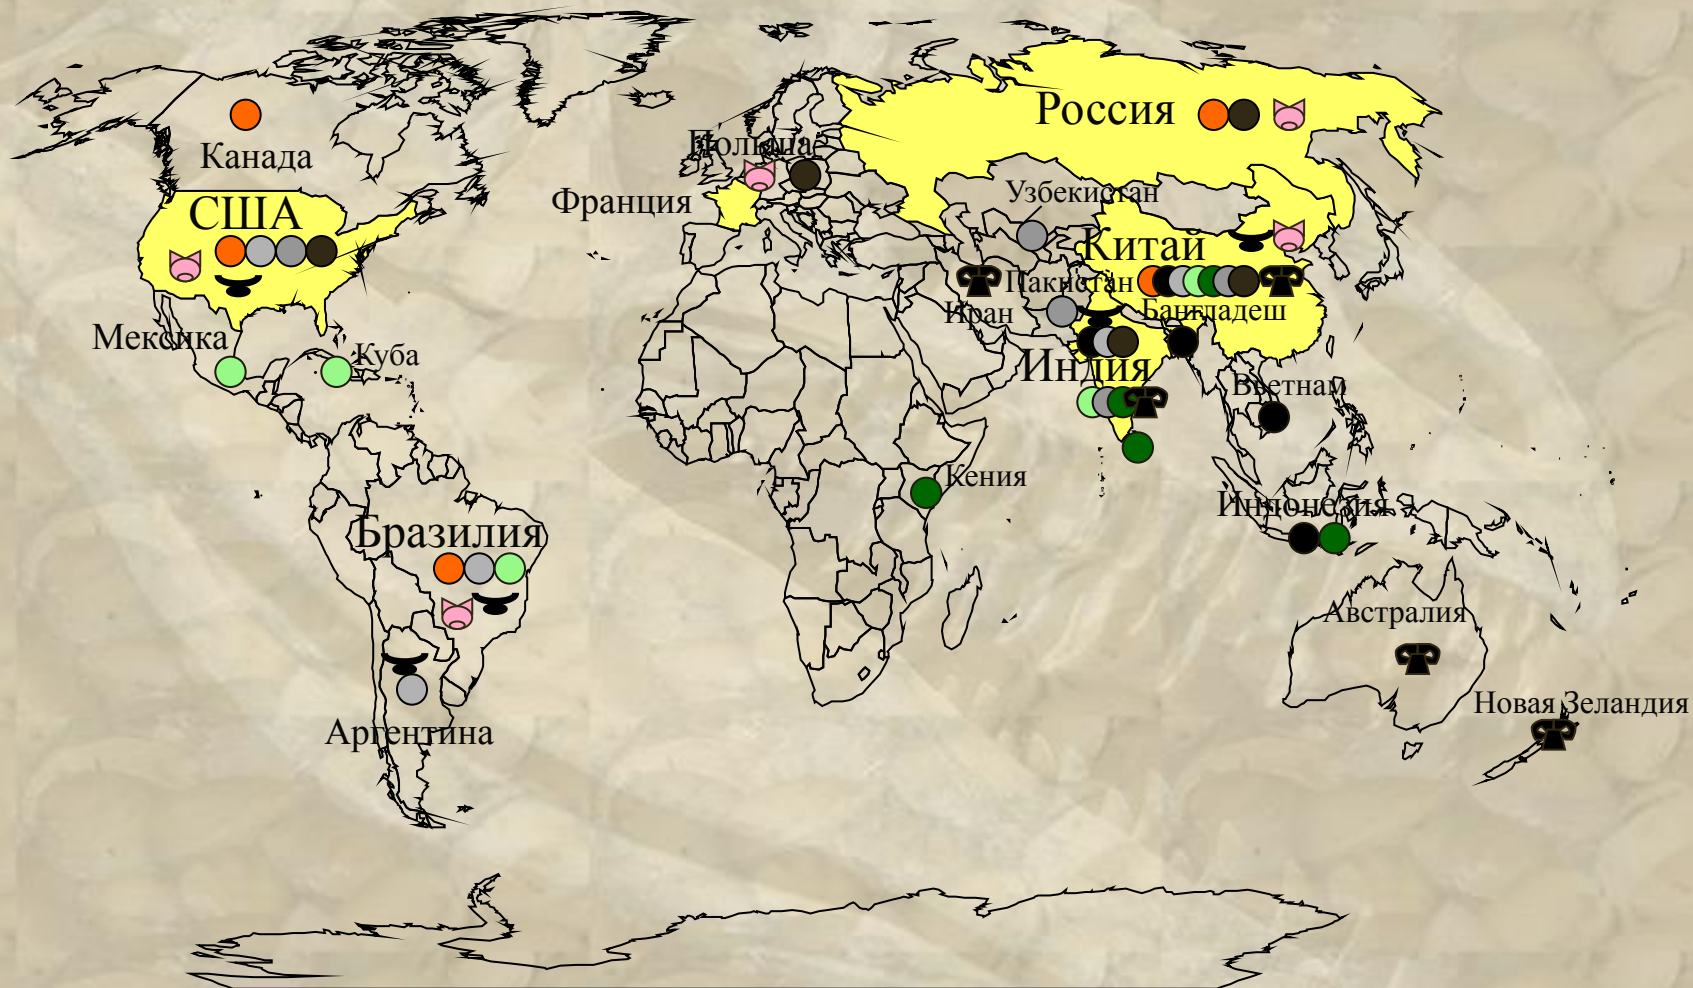 Россия
Польша
Канада
Узбекистан
Франция
США
Китай
Пакистан
Иран
Бангладеш
Мексика
Куба
Индия
Вьетнам
Кения
Индонезия
Бразилия
Австралия
Новая Зеландия
Аргентина